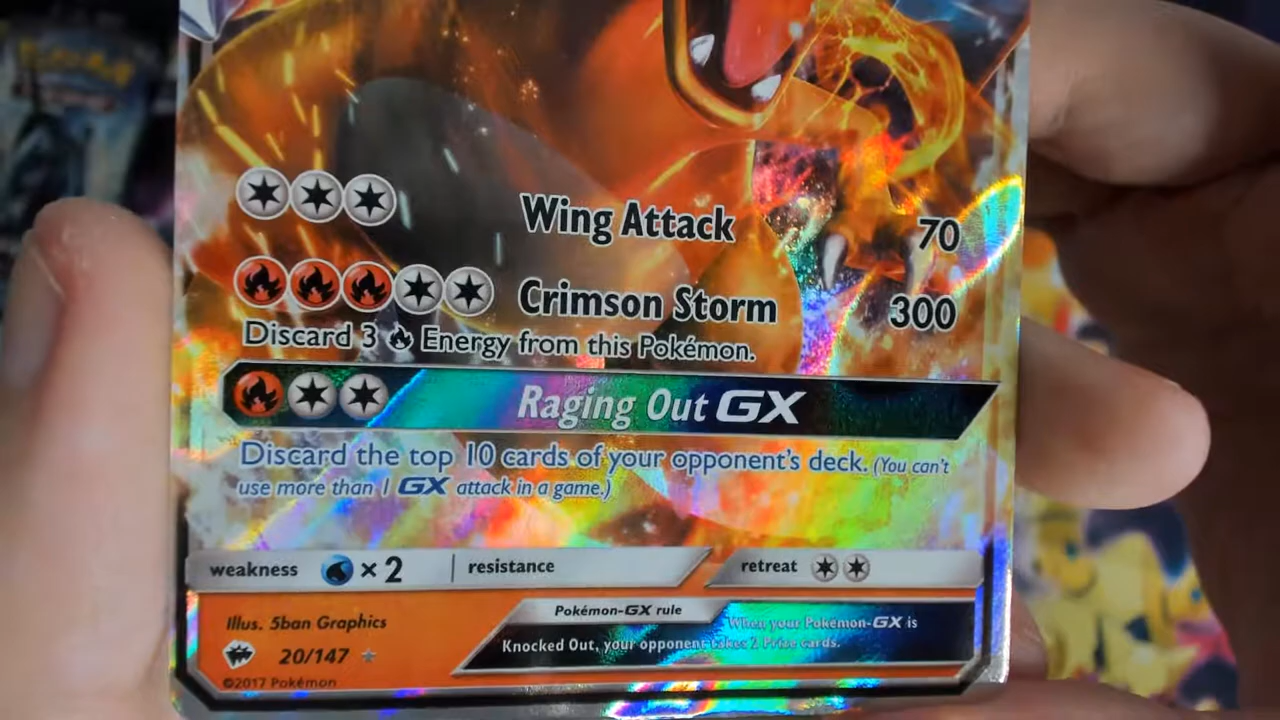 Pokémon
Wing Attack 70
Crimson Storm 300
Discard 3 Energy from this Pokémon.
Raging Out GX
Discard the top 10 cards of your opponent's deck. (You can't
use more than 1 GX attack in a game.)
weakness ×2 resistance retreat
Illus. 5ban Graphics
20/147
©2017 Pokémon
Pokémon-GX rule
When your Pokémon-GX is
Knocked Out, your opponent takes 2 Prize cards.